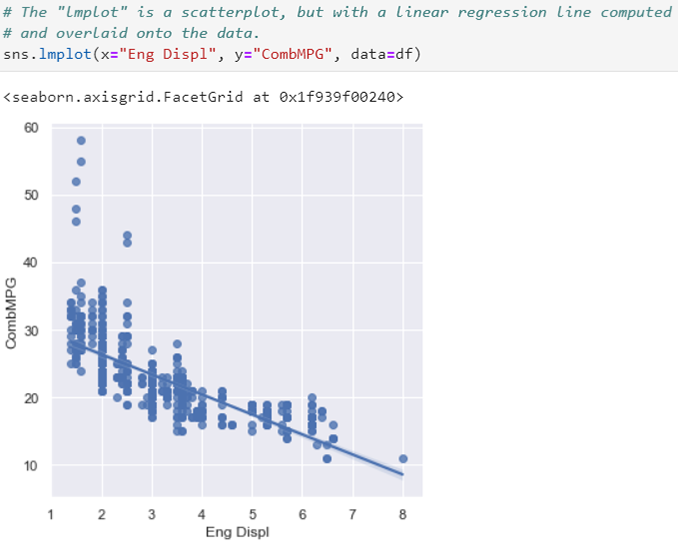 # The "lmplot" is a scatterplot, but with a linear regression line computed
# and overlaid onto the data.
sns.lmplot(x="Eng Displ", y="CombMPG", data=df)
<seaborn.axisgrid.FacetGrid at 0x1f939f00240>
60
50
40
30
20
10
CombMPG
1 2 3 4 5 6 7 8
Eng Displ